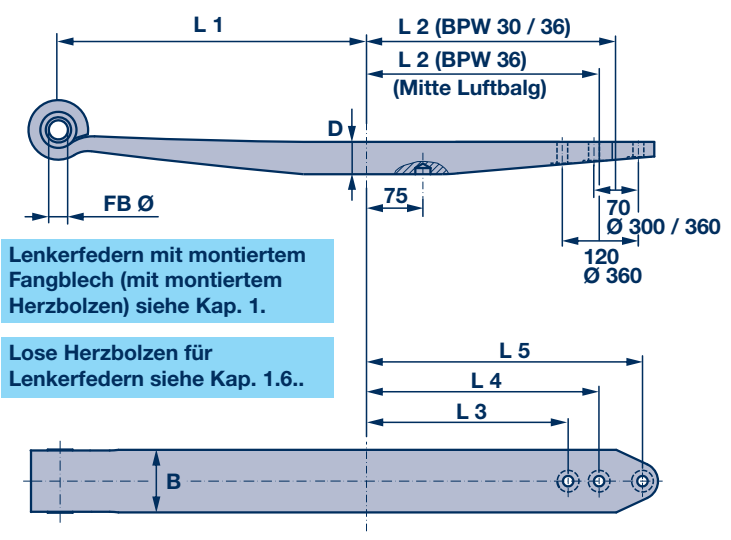 L 1
L 2 (BPW 30 / 36)
L 2 (BPW 36)
(Mitte Luftbalg)
D
FB Ø
75
70
Ø 300 / 360
120
Ø 360
Lenkerfedern mit montiertem
Fangblech (mit montiertem
Herzbolzen) siehe Kap. 1.
Lose Herzbolzen für
Lenkerfedern siehe Kap. 1.6..
L 5
L 4
L 3
B